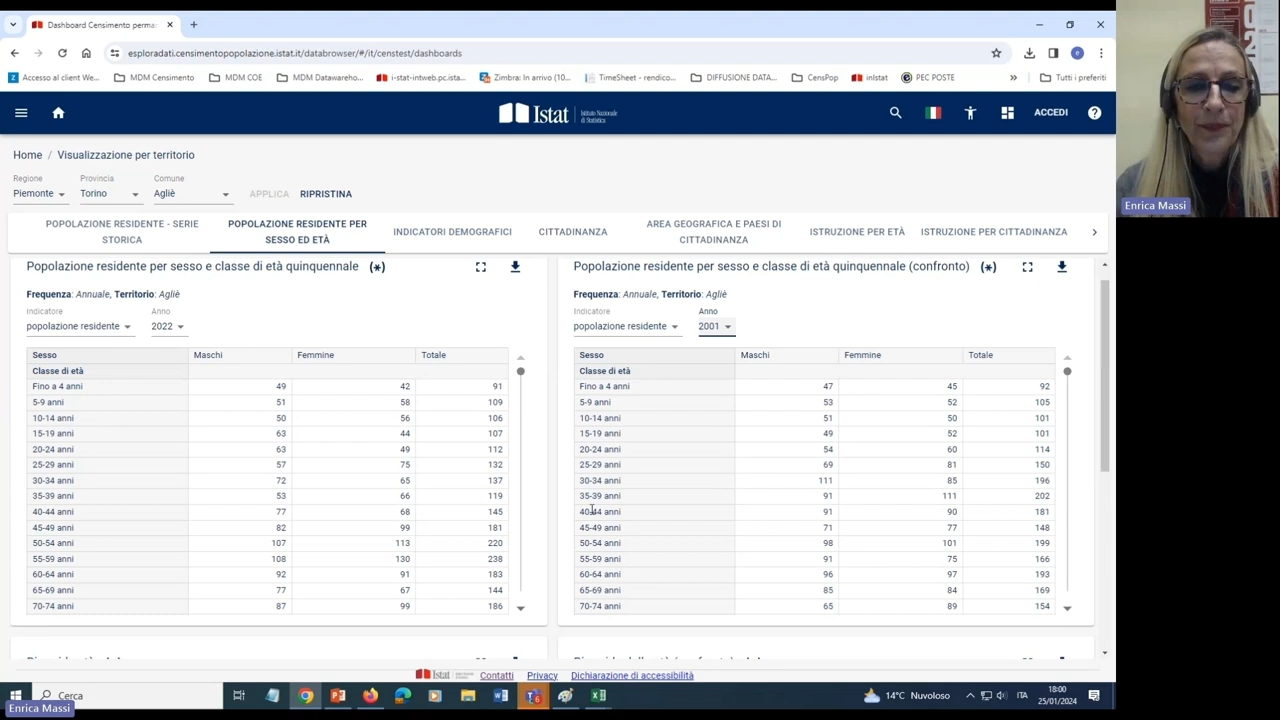 Dashboard Censimento perma
esploradati.censimentopopolazione.istat.it/databrowser/#/it/censtest/dashboards
Accesso al client We... MDM Censimento MDM COE MDM Datawareho... i-stat-intweb.pc.ista... Zimbra: In arrivo (10... TimeSheet - rendico... DIFFUSIONE DATA... CensPop inIstat PEC POSTE » Tutti i preferiti
Istat Istituto Nazionale di Statistica ACCEDI
Home / Visualizzazione per territorio
Regione Provincia Comune
Piemonte Torino Agliè APPLICA RIPRISTINA
POPOLAZIONE RESIDENTE - SERIE STORICA
POPOLAZIONE RESIDENTE PER SESSO ED ETÀ
INDICATORI DEMOGRAFICI
CITTADINANZA
AREA GEOGRAFICA E PAESI DI CITTADINANZA
ISTRUZIONE PER ETÀ
ISTRUZIONE PER CITTADINANZA
Popolazione residente per sesso e classe di età quinquennale (*)
Frequenza: Annuale, Territorio: Agliè
Indicatore Anno
popolazione residente 2022
Sesso Maschi Femmine Totale
Classe di età
Fino a 4 anni 49 42 91
5-9 anni 51 58 109
10-14 anni 50 56 106
15-19 anni 63 44 107
20-24 anni 63 49 112
25-29 anni 57 75 132
30-34 anni 72 65 137
35-39 anni 53 66 119
40-44 anni 77 68 145
45-49 anni 82 99 181
50-54 anni 107 113 220
55-59 anni 108 130 238
60-64 anni 92 91 183
65-69 anni 77 67 144
70-74 anni 87 99 186
Popolazione residente per sesso e classe di età quinquennale (confronto) (*)
Frequenza: Annuale, Territorio: Agliè
Indicatore Anno
popolazione residente 2001
Sesso Maschi Femmine Totale
Classe di età
Fino a 4 anni 47 45 92
5-9 anni 53 52 105
10-14 anni 51 50 101
15-19 anni 49 52 101
20-24 anni 54 60 114
25-29 anni 69 81 150
30-34 anni 111 85 196
35-39 anni 91 111 202
40-44 anni 91 90 181
45-49 anni 71 77 148
50-54 anni 98 101 199
55-59 anni 91 75 166
60-64 anni 96 97 193
65-69 anni 85 84 169
70-74 anni 65 89 154
Istat Contatti Privacy Dichiarazione di accessibilità
Cerca
14°C Nuvoloso ITA
18:00
25/01/2024
Enrica Massi
Enrica Massi